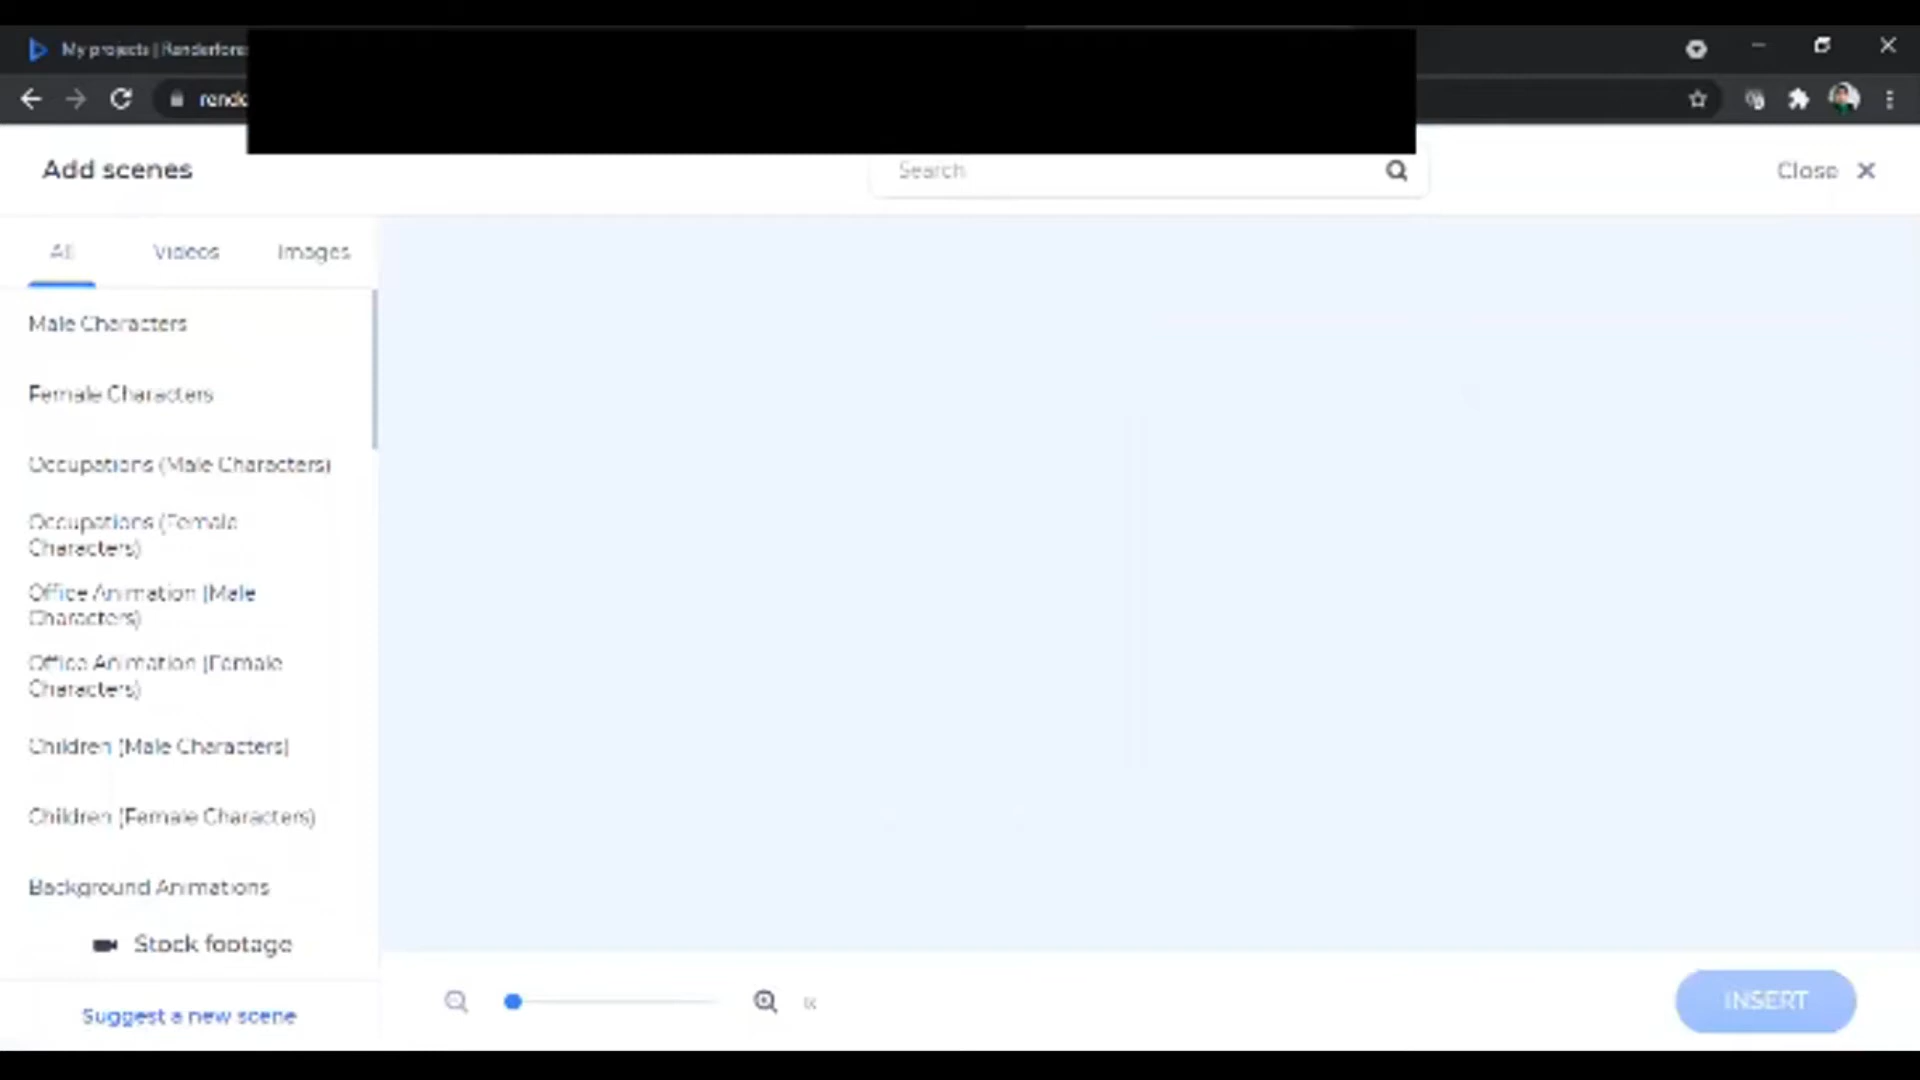 My projects | Renderfore
rende
Add scenes
Search
Close
All
Videos
Images
Male Characters
Female Characters
Occupations (Male Characters)
Occupations (Female
Characters)
Office Animation (Male
Characters)
Office Animation (Female
Characters)
Children (Male Characters)
Children (Female Characters)
Background Animations
Stock footage
Suggest a new scene
INSERT